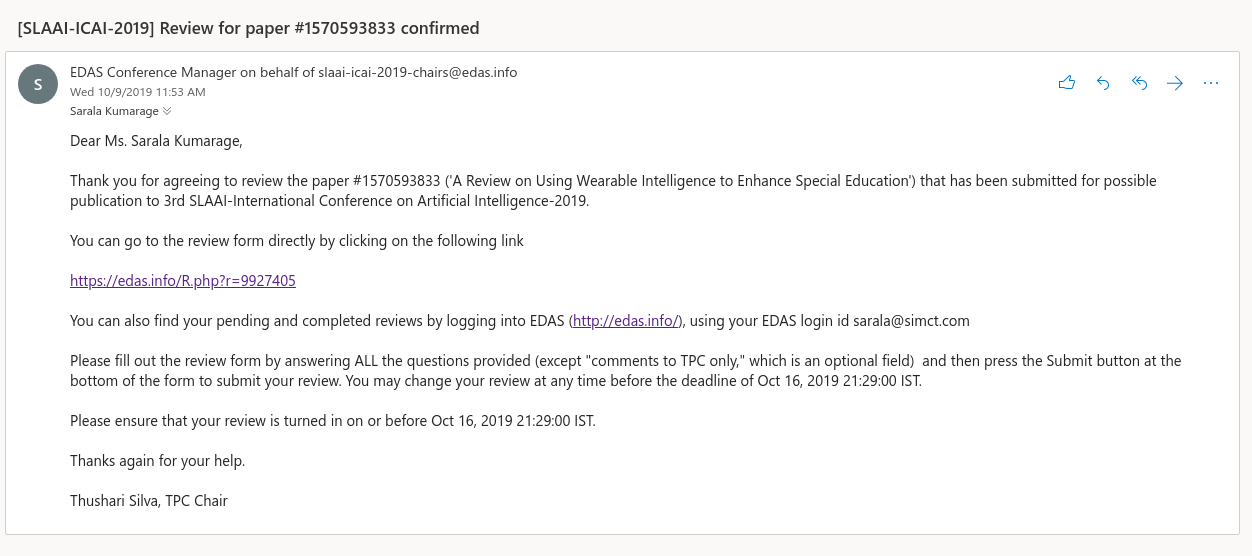 [SLAAI-ICAI-2019] Review for paper #1570593833 confirmed
S
EDAS Conference Manager on behalf of slaai-icai-2019-chairs@edas.info
Wed 10/9/2019 11:53 AM
Sarala Kumarage
Dear Ms. Sarala Kumarage,
Thank you for agreeing to review the paper #1570593833 ('A Review on Using Wearable Intelligence to Enhance Special Education') that has been submitted for possible
publication to 3rd SLAAI-International Conference on Artificial Intelligence-2019.
You can go to the review form directly by clicking on the following link
https://edas.info/R.php?r=9927405
You can also find your pending and completed reviews by logging into EDAS (http://edas.info/), using your EDAS login id sarala@simct.com
Please fill out the review form by answering ALL the questions provided (except "comments to TPC only," which is an optional field)  and then press the Submit button at the
bottom of the form to submit your review. You may change your review at any time before the deadline of Oct 16, 2019 21:29:00 IST.
Please ensure that your review is turned in on or before Oct 16, 2019 21:29:00 IST.
Thanks again for your help.
Thushari Silva, TPC Chair